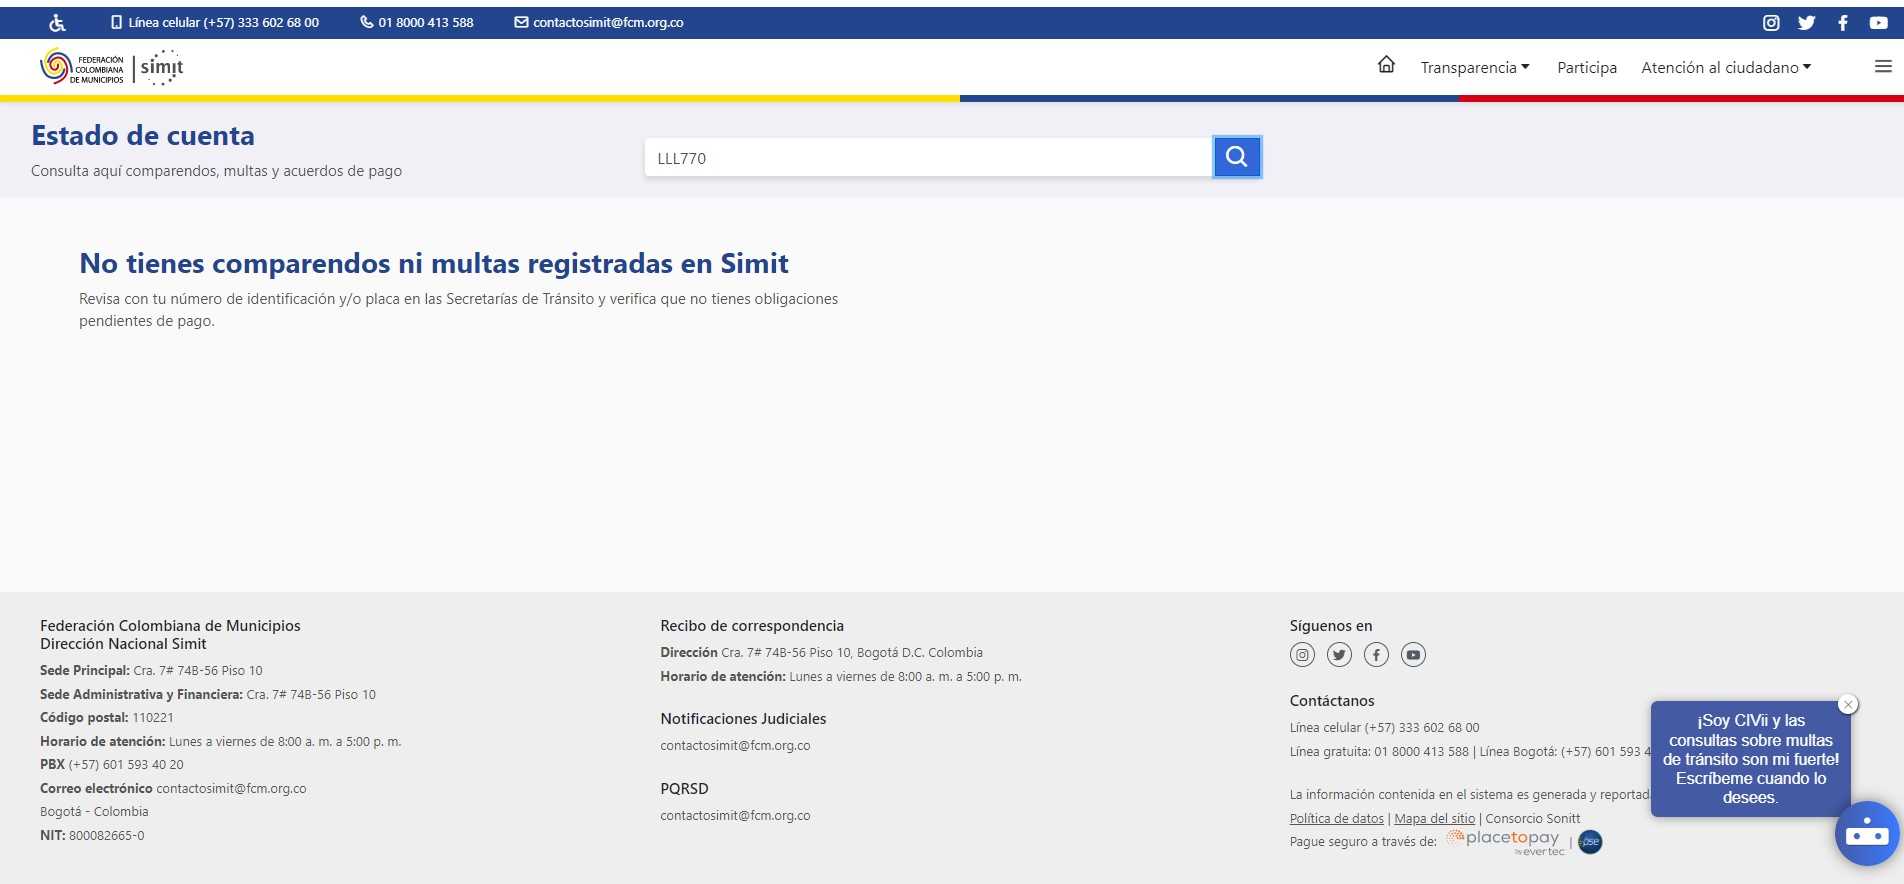 Línea celular (+57) 333 602 68 00 01 8000 413 588 contactosimit@fcm.org.co
FEDERACIÓN
COLOMBIANA
DE MUNICIPIOS
simit
Transparencia Participa Atención al ciudadano
Estado de cuenta
Consulta aquí comparendos, multas y acuerdos de pago
LLL770
No tienes comparendos ni multas registradas en Simit
Revisa con tu número de identificación y/o placa en las Secretarías de Tránsito y verifica que no tienes obligaciones
pendientes de pago.
Federación Colombiana de Municipios
Dirección Nacional Simit
Sede Principal: Cra. 7# 74B-56 Piso 10
Sede Administrativa y Financiera: Cra. 7# 74B-56 Piso 10
Código postal: 110221
Horario de atención: Lunes a viernes de 8:00 a. m. a 5:00 p. m.
PBX (+57) 601 593 40 20
Correo electrónico contactosimit@fcm.org.co
Bogotá - Colombia
NIT: 800082665-0
Recibo de correspondencia
Dirección Cra. 7# 74B-56 Piso 10, Bogotá D.C. Colombia
Horario de atención: Lunes a viernes de 8:00 a. m. a 5:00 p. m.
Notificaciones Judiciales
contactosimit@fcm.org.co
PQRSD
contactosimit@fcm.org.co
Síguenos en
Contáctanos
Línea celular (+57) 333 602 68 00
Línea gratuita: 01 8000 413 588 | Línea Bogotá: (+57) 601 593 4
La información contenida en el sistema es generada y reportad
Política de datos | Mapa del sitio | Consorcio Sonitt
Pague seguro a través de: placetopay | pse
by evertec
¡Soy CIVii y las
consultas sobre multas
de tránsito son mi fuerte!
Escríbeme cuando lo
desees.